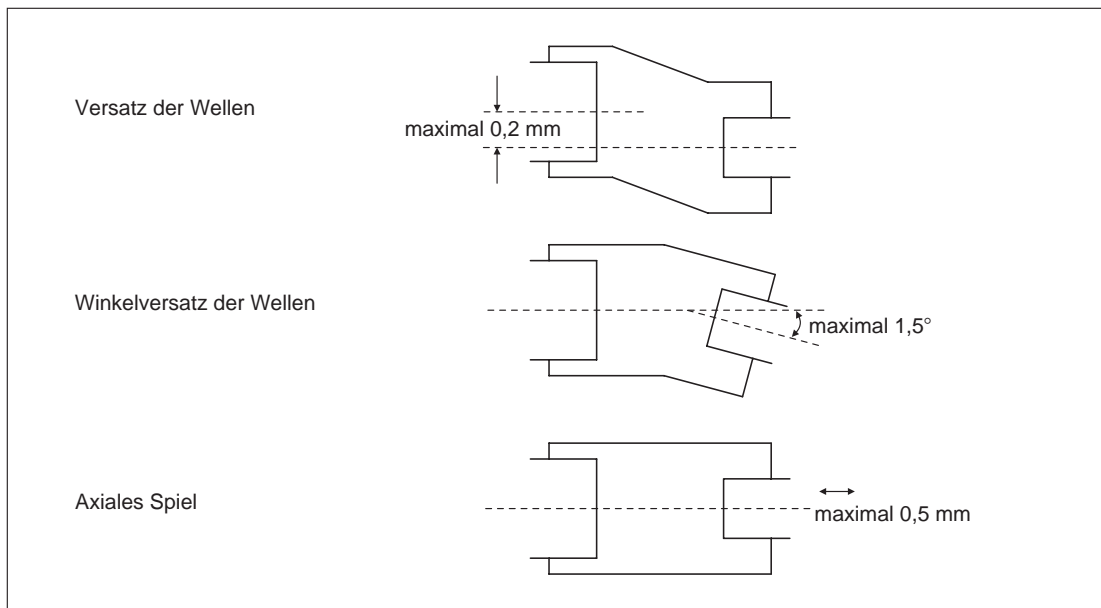 Versatz der Wellen
maximal 0,2 mm
Winkelversatz der Wellen
maximal 1,5°
Axiales Spiel
maximal 0,5 mm